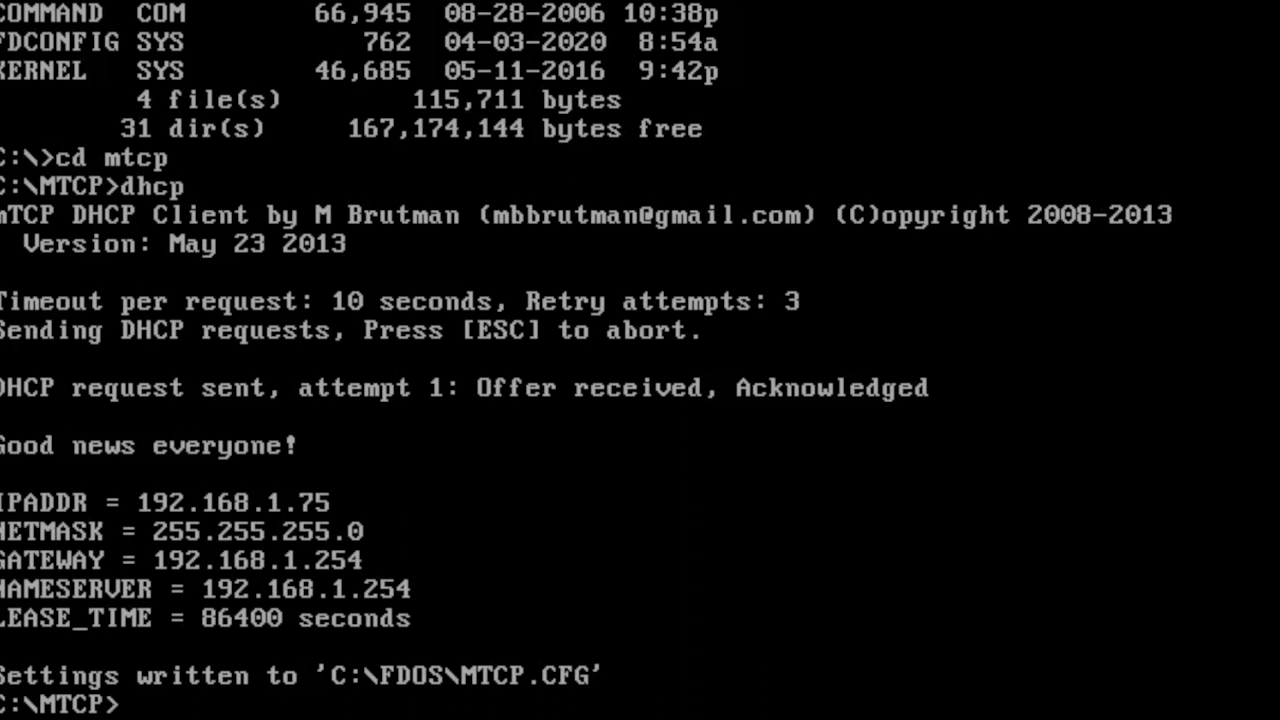 COMMAND  COM        66,945  08-28-2006  10:38p
FDCONFIG SYS           762  04-03-2020  8:54a
KERNEL   SYS        46,685  05-11-2016  9:42p
4 file(s)        115,711 bytes
31 dir(s)     167,174,144 bytes free
C:\>cd mtcp
C:\MTCP>dhcp
mTCP DHCP Client by M Brutman (mbbrutman@gmail.com) (C)opyright 2008-2013
Version: May 23 2013
Timeout per request: 10 seconds, Retry attempts: 3
Sending DHCP requests, Press [ESC] to abort.
DHCP request sent, attempt 1: Offer received, Acknowledged
Good news everyone!
IPADDR = 192.168.1.75
NETMASK = 255.255.255.0
GATEWAY = 192.168.1.254
NAMESERVER = 192.168.1.254
LEASE_TIME = 86400 seconds
Settings written to 'C:\FDOS\MTCP.CFG'
C:\MTCP>